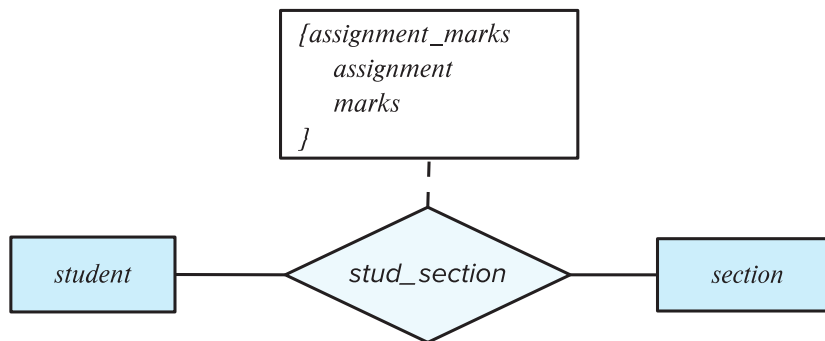 {assignment_marks
assignment
marks
}
student
stud_section
section